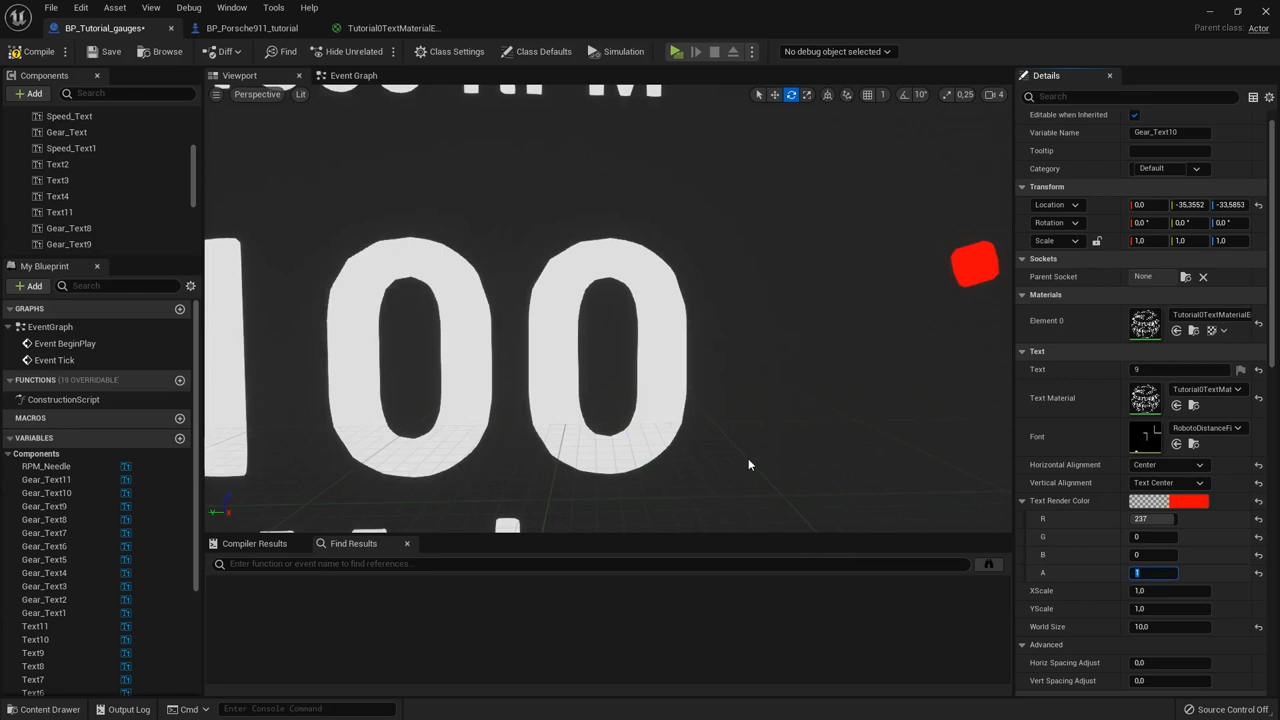 File Edit Asset View Debug Window Tools Help
BP_Tutorial_gauges• BP_Porsche911_tutorial Tutorial0TextMaterialE...
Parent class: Actor
Compile Save Browse Diff Find Hide Unrelated Class Settings Class Defaults Simulation No debug object selected
Components Viewport Event Graph Details
Add Search Perspective Lit 1 10° 0,25 4 Search
Speed_Text
Gear_Text
Speed_Text1
Text2
Text3
Text4
Text11
Gear_Text8
Gear_Text9
My Blueprint
Add Search
GRAPHS
EventGraph
Event BeginPlay
Event Tick
FUNCTIONS (19 OVERRIDABLE
ConstructionScript
MACROS
VARIABLES
Components
RPM_Needle
Gear_Text11
Gear_Text10
Gear_Text9
Gear_Text8
Gear_Text7
Gear_Text6
Gear_Text5
Gear_Text4
Gear_Text3
Gear_Text2
Gear_Text1
Text11
Text10
Text9
Text8
Text7
Text6
00
Compiler Results Find Results
Enter function or event name to find references...
Editable when Inherited
Variable Name Gear_Text10
Tooltip
Category Default
Transform
Location 0,0 -35,3552 -33,5853
Rotation 0,0 ° 0,0 ° 0,0 °
Scale 1,0 1,0 1,0
Sockets
Parent Socket None
Materials
Element 0 Tutorial0TextMaterialE
Text
Text 9
Text Material Tutorial0TextMat
Font RobotoDistanceFi
Horizontal Alignment Center
Vertical Alignment Text Center
Text Render Color
R 237
G 0
B 0
A 1
XScale 1,0
YScale 1,0
World Size 10,0
Advanced
Horiz Spacing Adjust 0,0
Vert Spacing Adjust 0,0
Content Drawer Output Log Cmd Enter Console Command Source Control Off